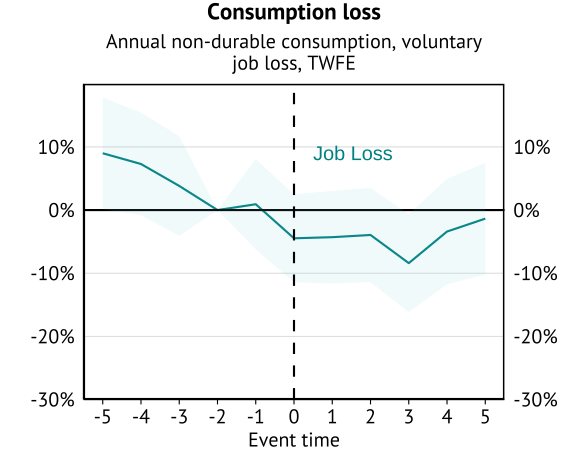 Consumption loss
Annual non-durable consumption, voluntary
job loss, TWFE
10% 10%
Job Loss
0% 0%
-10% -10%
-20% -20%
-30% -30%
-5 -4 -3 -2 -1 0 1 2 3 4 5
Event time